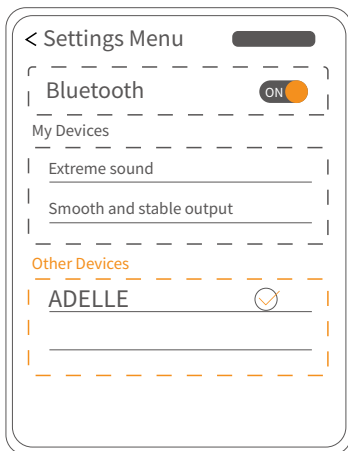 < Settings Menu
Bluetooth ON
My Devices
Extreme sound
Smooth and stable output
Other Devices
ADELLE